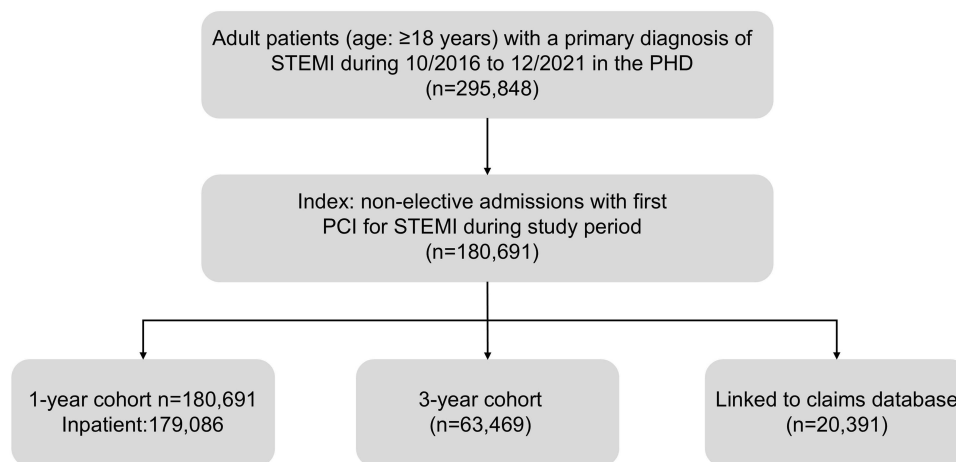 Adult patients (age: ≥18 years) with a primary diagnosis of
STEMI during 10/2016 to 12/2021 in the PHD
(n=295,848)
Index: non-elective admissions with first
PCI for STEMI during study period
(n=180,691)
1-year cohort n=180,691
Inpatient:179,086
3-year cohort
(n=63,469)
Linked to claims database
(n=20,391)